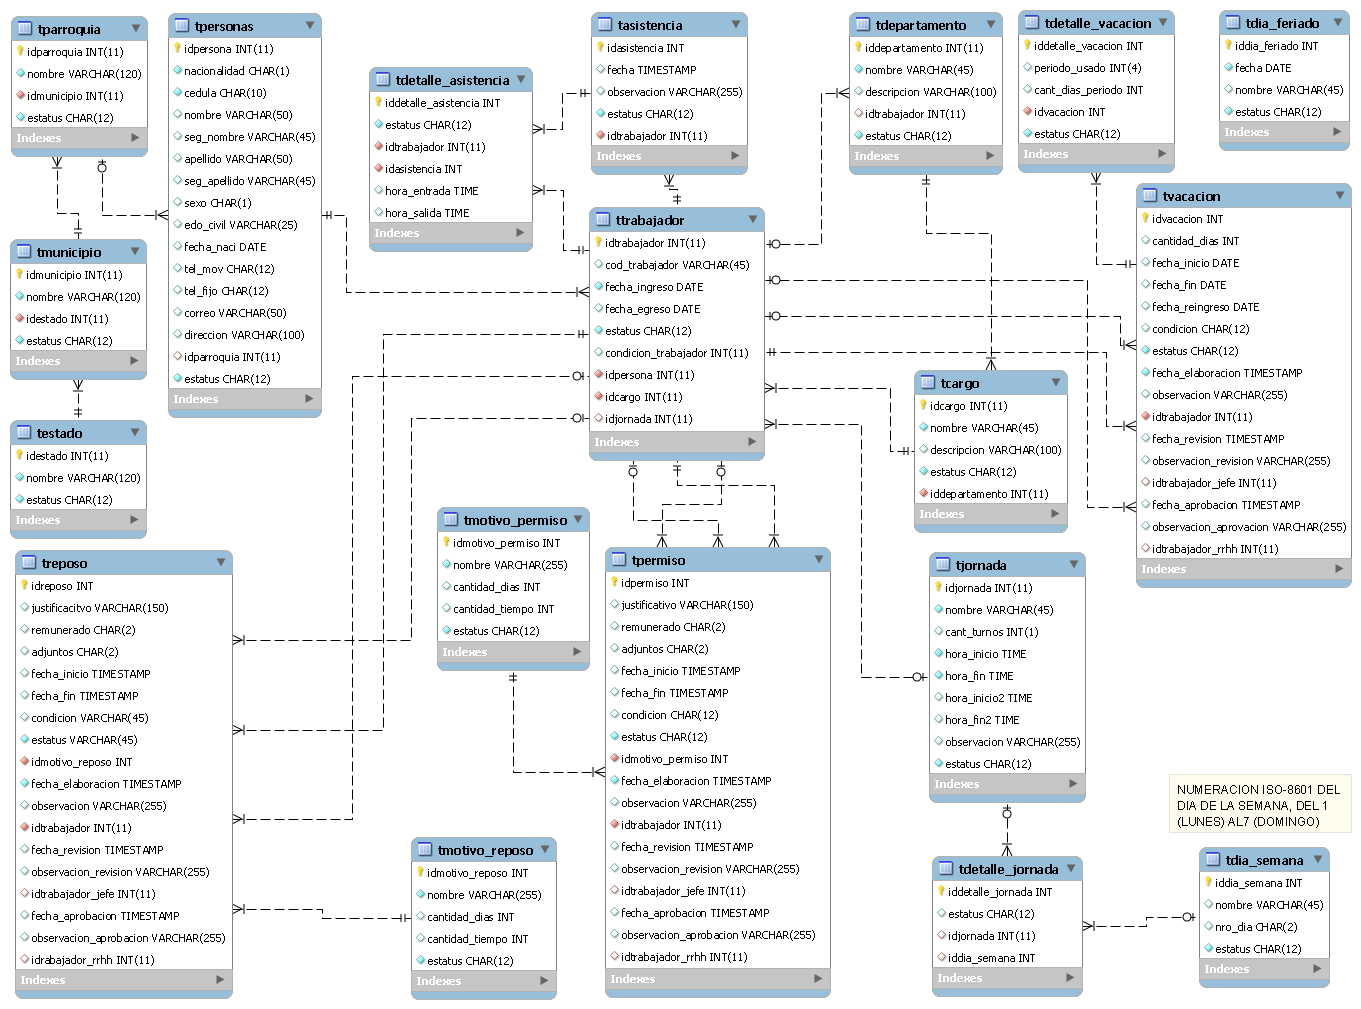 tparroquia
idparroquia INT(11)
nombre VARCHAR(120)
idmunicipio INT(11)
estatus CHAR(12)
Indexes
tpersonas
idpersona INT(11)
nacionalidad CHAR(1)
cedula CHAR(10)
nombre VARCHAR(50)
seg_nombre VARCHAR(45)
apellido VARCHAR(50)
seg_apellido VARCHAR(45)
sexo CHAR(1)
edo_civil VARCHAR(25)
fecha_naci DATE
tel_mov CHAR(12)
tel_fijo CHAR(12)
correo VARCHAR(50)
direccion VARCHAR(100)
idparroquia INT(11)
estatus CHAR(12)
Indexes
tdetalle_asistencia
iddetalle_asistencia INT
estatus CHAR(12)
idtrabajador INT(11)
idasistencia INT
hora_entrada TIME
hora_salida TIME
Indexes
tasistencia
idasistencia INT
fecha TIMESTAMP
observacion VARCHAR(255)
estatus CHAR(12)
idtrabajador INT(11)
Indexes
tdepartamento
iddepartamento INT(11)
nombre VARCHAR(45)
descripcion VARCHAR(100)
idtrabajador INT(11)
estatus CHAR(12)
Indexes
tdetalle_vacacion
iddetalle_vacacion INT
periodo_usado INT(4)
cant_dias_periodo INT
idvacacion INT
estatus CHAR(12)
Indexes
tdia_feriado
iddia_feriado INT
fecha DATE
nombre VARCHAR(45)
estatus CHAR(12)
Indexes
tmunicipio
idmunicipio INT(11)
nombre VARCHAR(120)
idestado INT(11)
estatus CHAR(12)
Indexes
testado
idestado INT(11)
nombre VARCHAR(120)
estatus CHAR(12)
Indexes
ttrabajador
idtrabajador INT(11)
cod_trabajador VARCHAR(45)
fecha_ingreso DATE
fecha_egreso DATE
estatus CHAR(12)
condicion_trabajador INT(11)
idpersona INT(11)
idcargo INT(11)
idjornada INT(11)
Indexes
tvacacion
idvacacion INT
cantidad_dias INT
fecha_inicio DATE
fecha_fin DATE
fecha_reingreso DATE
condicion CHAR(12)
estatus CHAR(12)
fecha_elaboracion TIMESTAMP
observacion VARCHAR(255)
idtrabajador INT(11)
fecha_revision TIMESTAMP
observacion_revision VARCHAR(255)
idtrabajador_jefe INT(11)
fecha_aprobacion TIMESTAMP
observacion_aprovacion VARCHAR(255)
idtrabajador_rrhh INT(11)
Indexes
tcargo
idcargo INT(11)
nombre VARCHAR(45)
descripcion VARCHAR(100)
estatus CHAR(12)
iddepartamento INT(11)
Indexes
treposo
idreposo INT
justificacitvo VARCHAR(150)
remunerado CHAR(2)
adjuntos CHAR(2)
fecha_inicio TIMESTAMP
fecha_fin TIMESTAMP
condicion VARCHAR(45)
estatus VARCHAR(45)
idmotivo_reposo INT
fecha_elaboracion TIMESTAMP
observacion VARCHAR(255)
idtrabajador INT(11)
fecha_revision TIMESTAMP
observacion_revision VARCHAR(255)
idtrabajador_jefe INT(11)
fecha_aprobacion TIMESTAMP
observacion_aprobacion VARCHAR(255)
idrabajador_rrhh INT(11)
Indexes
tmotivo_permiso
idmotivo_permiso INT
nombre VARCHAR(255)
cantidad_dias INT
cantidad_tiempo INT
estatus CHAR(12)
Indexes
tmotivo_reposo
idmotivo_reposo INT
nombre VARCHAR(255)
cantidad_dias INT
cantidad_tiempo INT
estatus CHAR(12)
Indexes
tpermiso
idpermiso INT
justificativo VARCHAR(150)
remunerado CHAR(2)
adjuntos CHAR(2)
fecha_inicio TIMESTAMP
fecha_fin TIMESTAMP
condicion CHAR(12)
estatus CHAR(12)
idmotivo_permiso INT
fecha_elaboracion TIMESTAMP
observacion VARCHAR(255)
idtrabajador INT(11)
fecha_revision TIMESTAMP
observacion_revision VARCHAR(255)
idtrabajador_jefe INT(11)
fecha_aprobacion TIMESTAMP
observacion_aprobacion VARCHAR(255)
idtrabajador_rrhh INT(11)
Indexes
tjornada
idjornada INT(11)
nombre VARCHAR(45)
cant_turnos INT(1)
hora_inicio TIME
hora_fin TIME
hora_inicio2 TIME
hora_fin2 TIME
observacion VARCHAR(255)
estatus CHAR(12)
Indexes
tdetalle_jornada
iddetalle_jornada INT
estatus CHAR(12)
idjornada INT(11)
iddia_semana INT
Indexes
NUMERACION ISO-8601 DEL
DIA DE LA SEMANA, DEL 1
(LUNES) AL7 (DOMINGO)
tdia_semana
iddia_semana INT
nombre VARCHAR(45)
nro_dia CHAR(2)
estatus CHAR(12)
Indexes